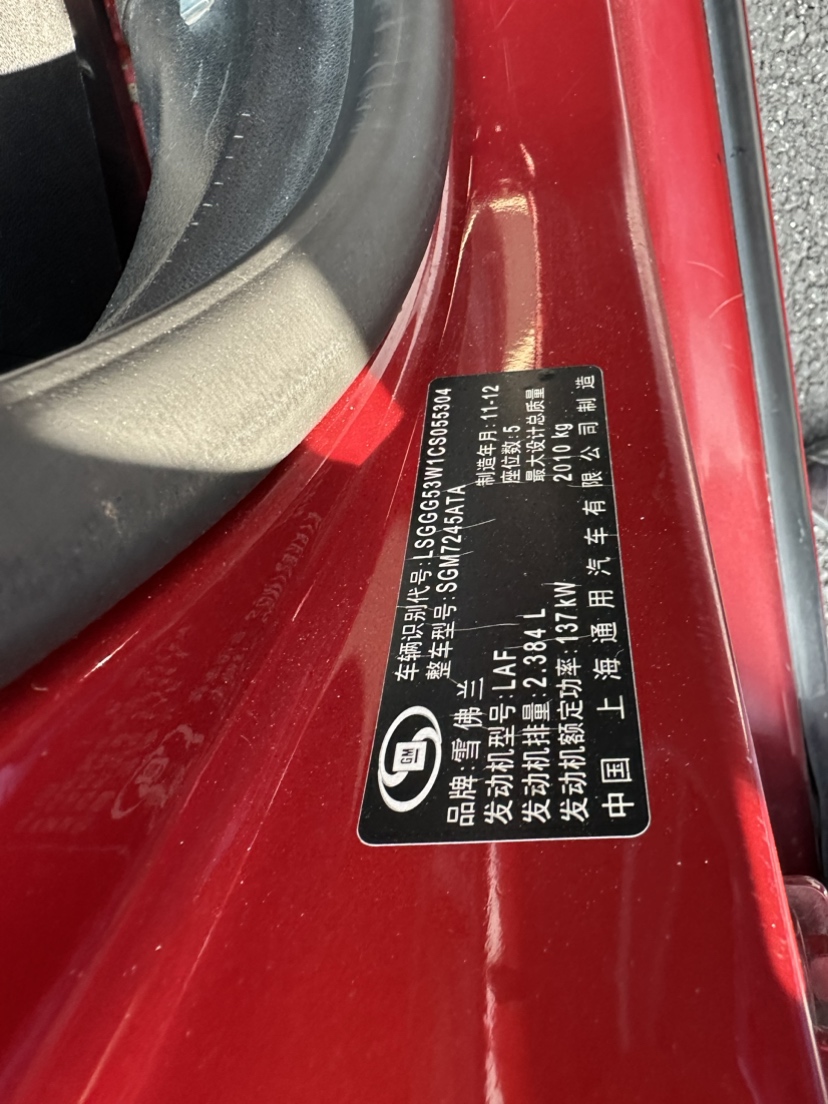 车辆识别代号:LSGGG53W1CS055304
整车型号:SGM7245ATA
GM
品牌:雪佛兰
制造年月:11-12
发动机型号:LAF
座位数:5
发动机排量:2.384 L
最大设计总质量
发动机额定功率:137kW
2010 kg
中国 上海通用汽车有限公司制造